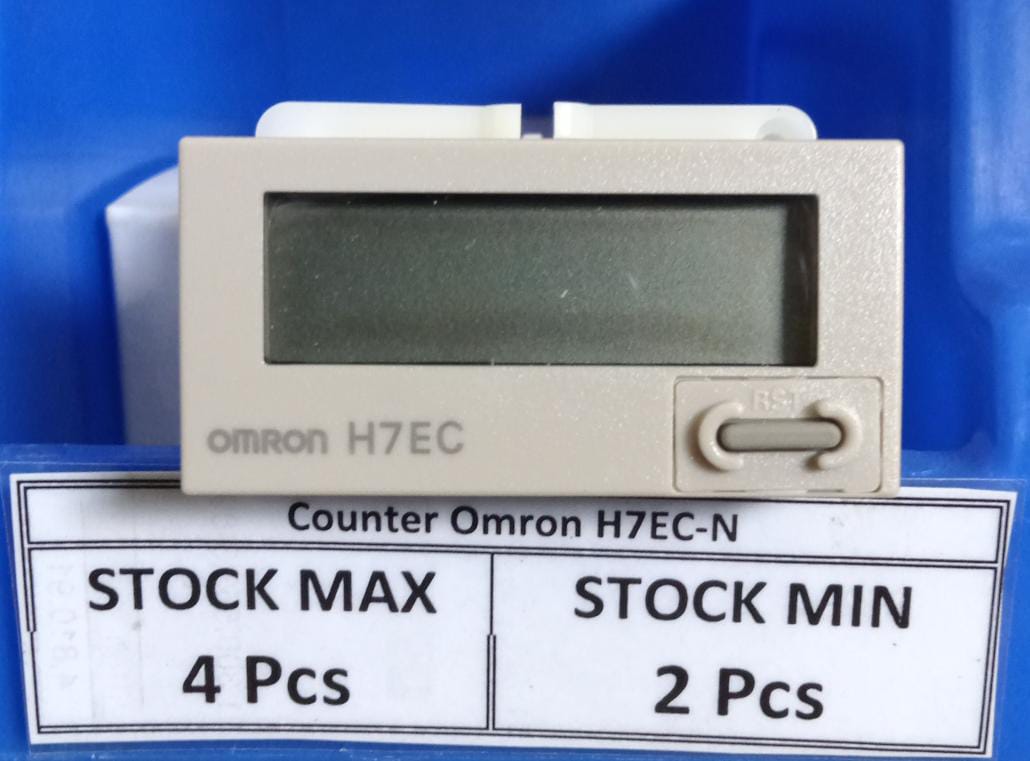 RST
omron H7EC
Counter Omron H7EC-N
STOCK MAX
STOCK MIN
4 Pcs
2 Pcs